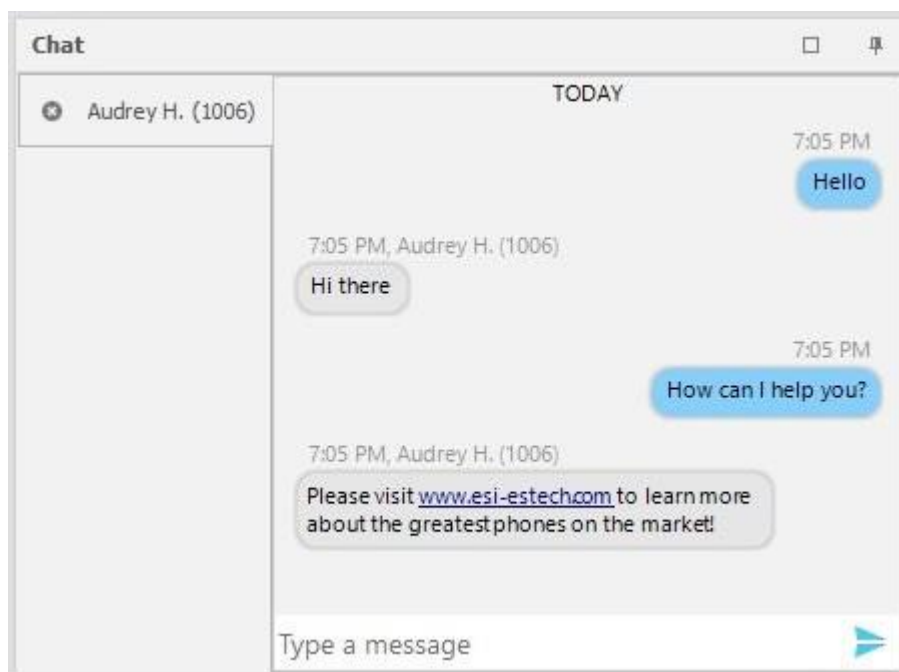 Chat
Audrey H. (1006)
TODAY
7:05 PM
Hello
7:05 PM, Audrey H. (1006)
Hi there
7:05 PM
How can I help you?
7:05 PM, Audrey H. (1006)
Please visit www.esi-estech.com to learn more
about the greatest phones on the market!
Type a message